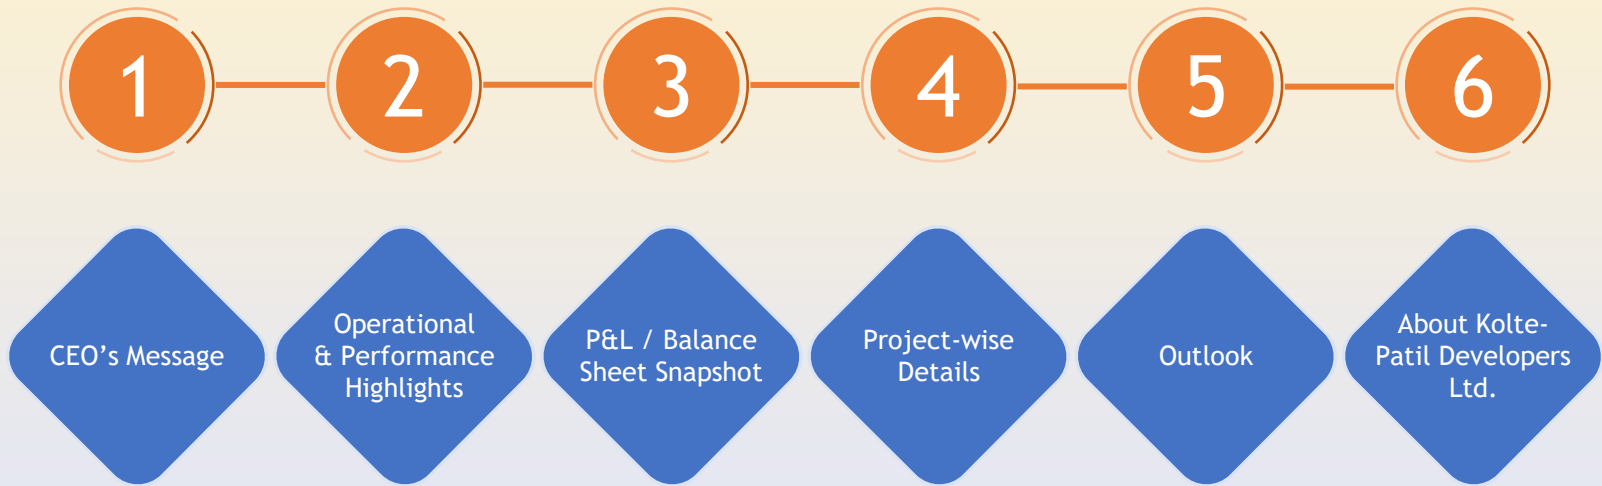 1
2
3
4
5
6
CEO’s Message
Operational
& Performance
Highlights
P&L / Balance
Sheet Snapshot
Project-wise
Details
Outlook
About Kolte-
Patil Developers
Ltd.